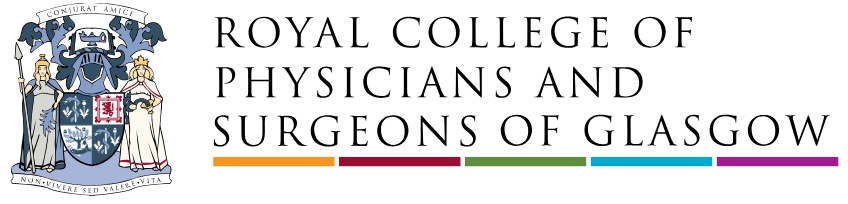 CONJURAT AMICE
ROYAL COLLEGE OF
PHYSICIANS AND
SURGEONS OF GLASGOW
NON·VIVERE SED VALERE·VITA